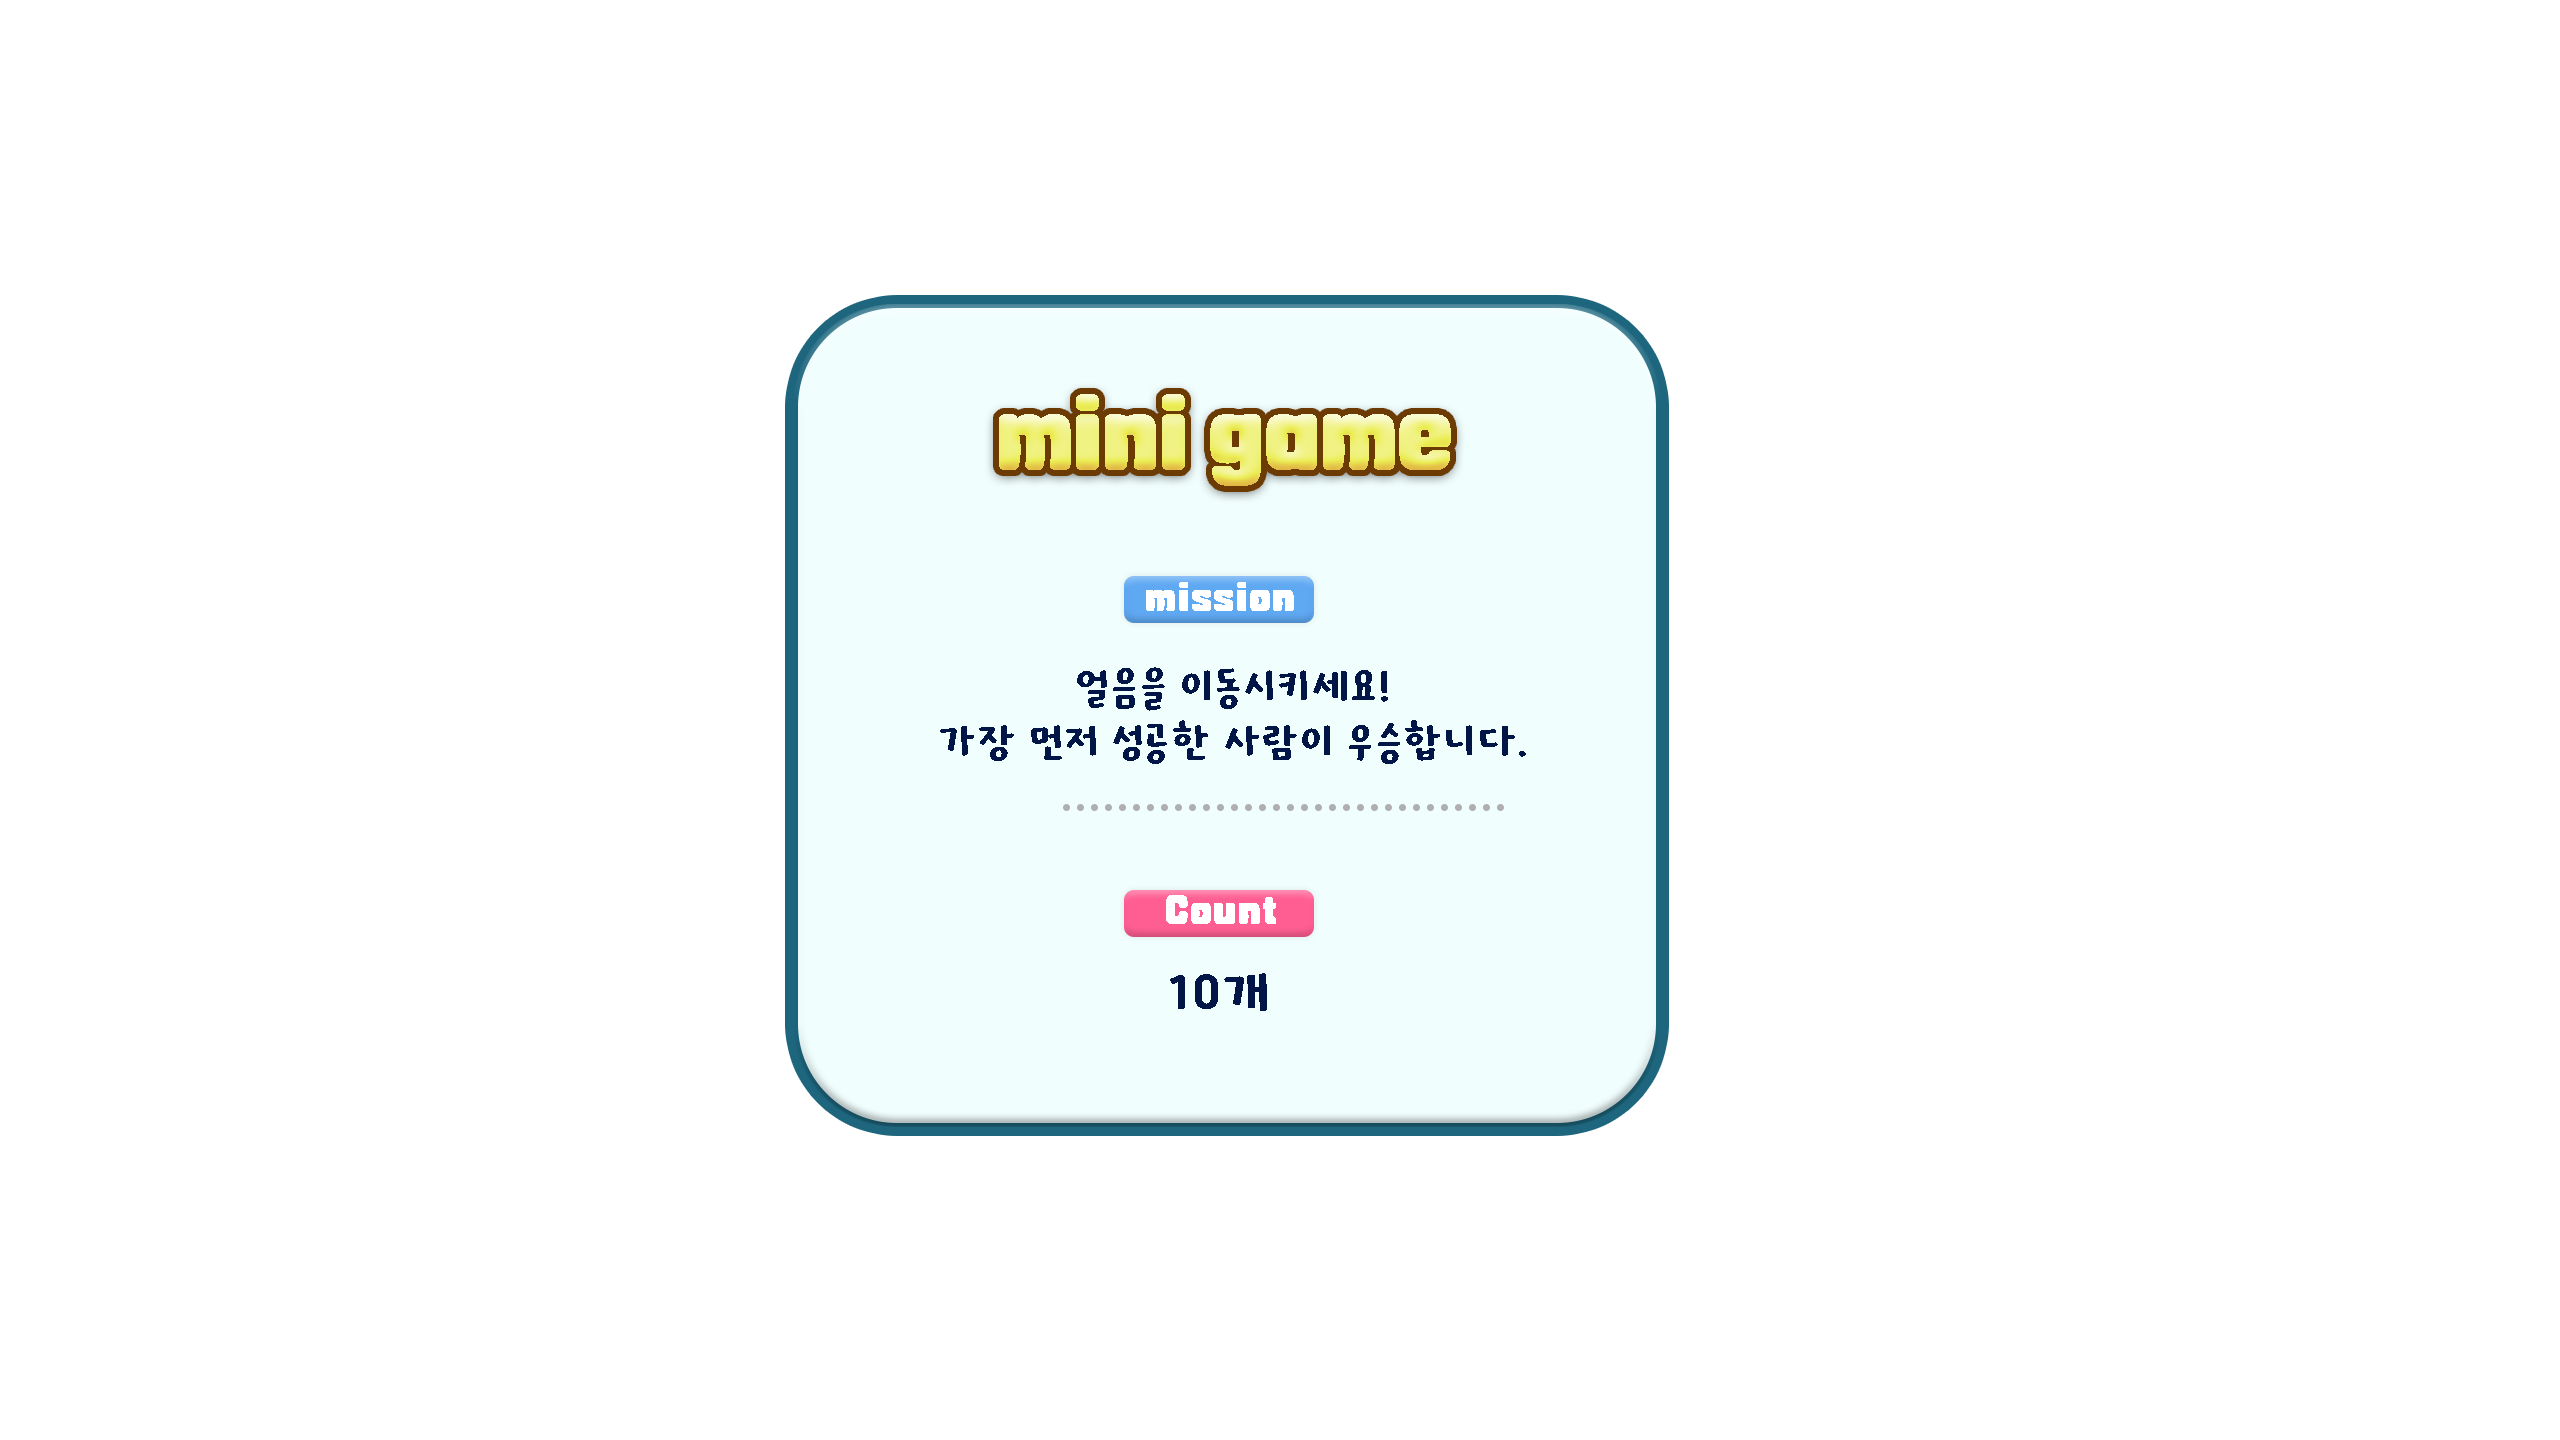 mini game
mission
얼음을 이동시키세요!
가장 먼저 성공한 사람이 우승합니다.
Count
10개